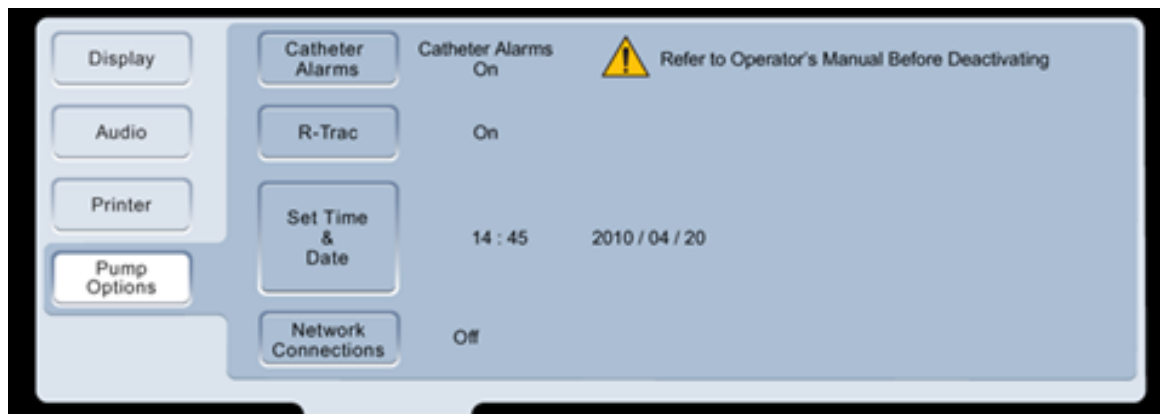 Display
Audio
Printer
Pump
Options
Catheter
Alarms
Catheter Alarms
On
Refer to Operator's Manual Before Deactivating
R-Trac
On
Set Time
&
Date
14 : 45
2010 / 04 / 20
Network
Connections
Off